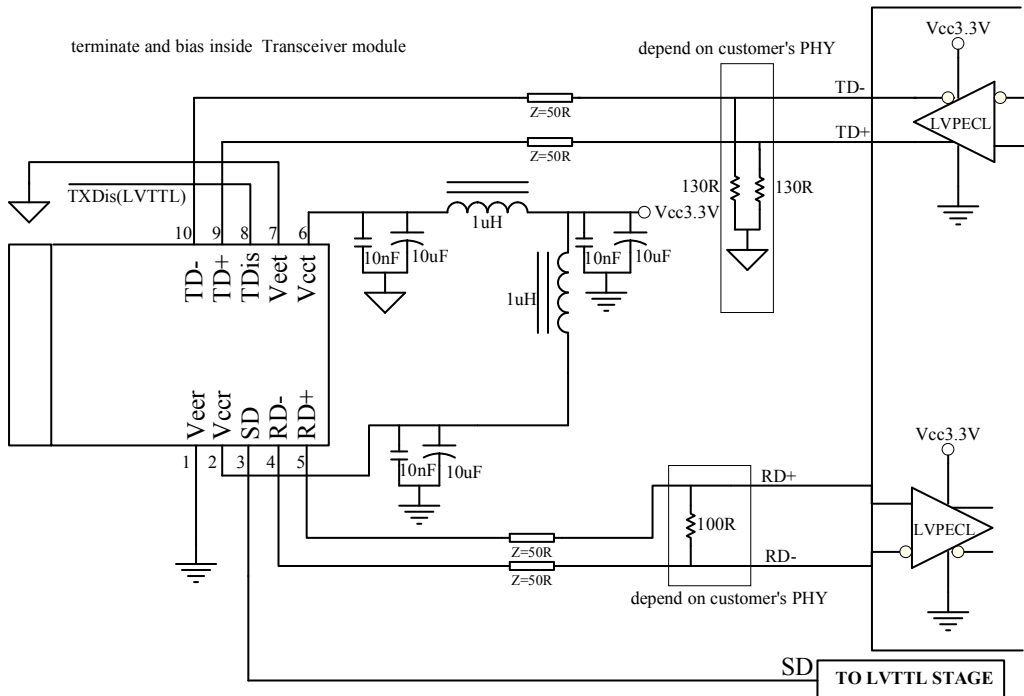 terminate and bias inside Transceiver module
depend on customer's PHY
Vcc3.3V
TD-
LVPECL
Z=50R
TD+
Z=50R
TXDis(LVTTL)
130R
130R
Vcc3.3V
1uH
10 9 8 7 6
10nF
10uF
10nF
10uF
TD-
TD+
TDis
Veet
Vcct
1uH
Veer
Vccr
SD
RD-
RD+
1 2 3 4 5
10nF
10uF
Vcc3.3V
RD+
100R
LVPECL
Z=50R
RD-
Z=50R
depend on customer's PHY
SD
TO LVTTL STAGE